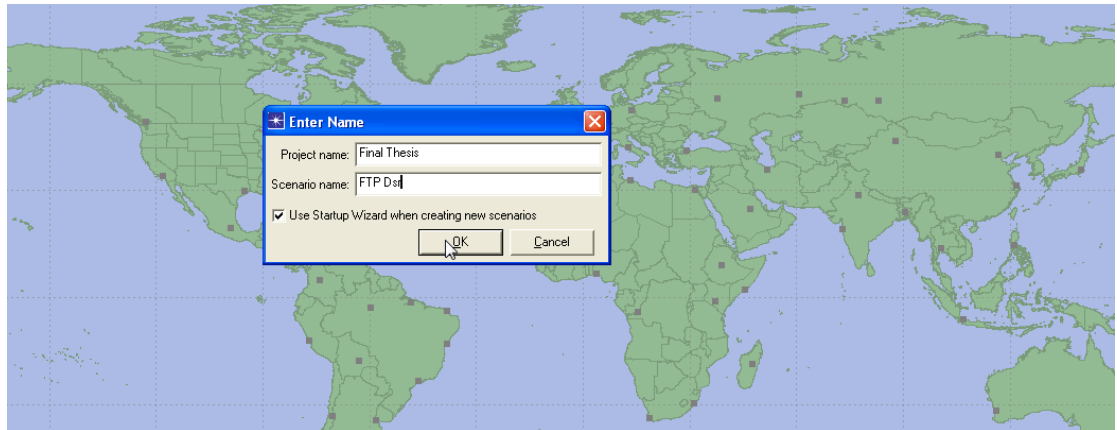 Enter Name
Project name: Final Thesis
Scenario name: FTP Dsr
Use Startup Wizard when creating new scenarios
OK Cancel